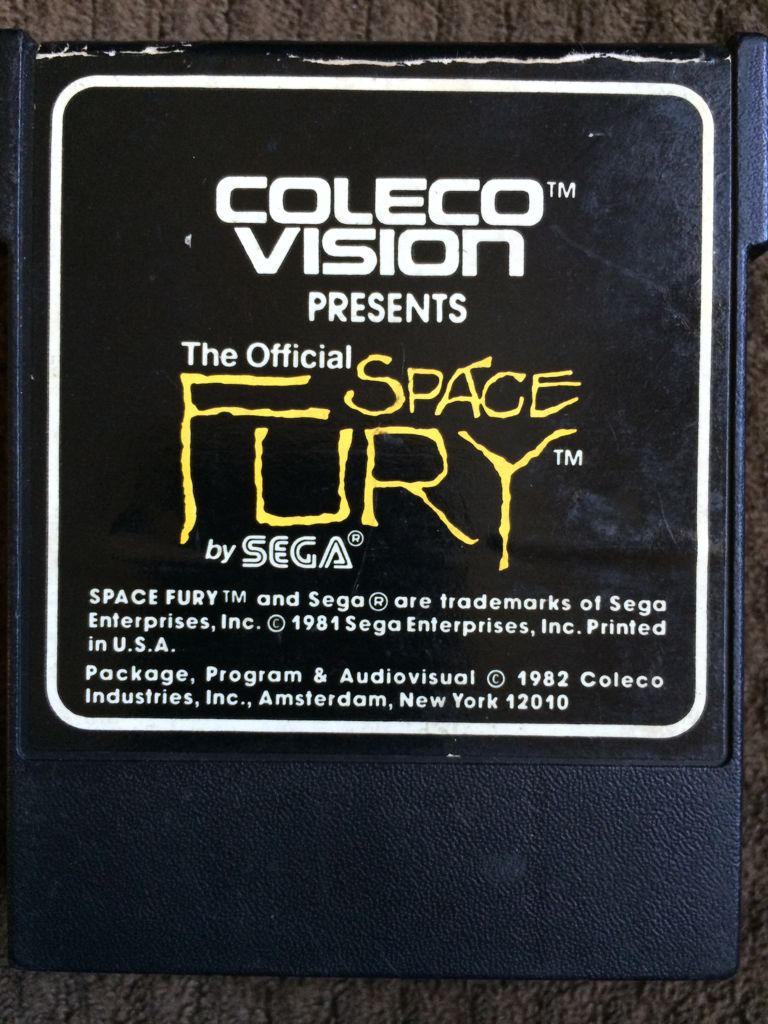 COLECO™
VISION
PRESENTS
The Official SPACE
FURY™
by SEGA®
SPACE FURY™ and Sega® are trademarks of Sega
Enterprises, Inc. © 1981 Sega Enterprises, Inc. Printed
in U.S.A.
Package, Program & Audiovisual © 1982 Coleco
Industries, Inc., Amsterdam, New York 12010